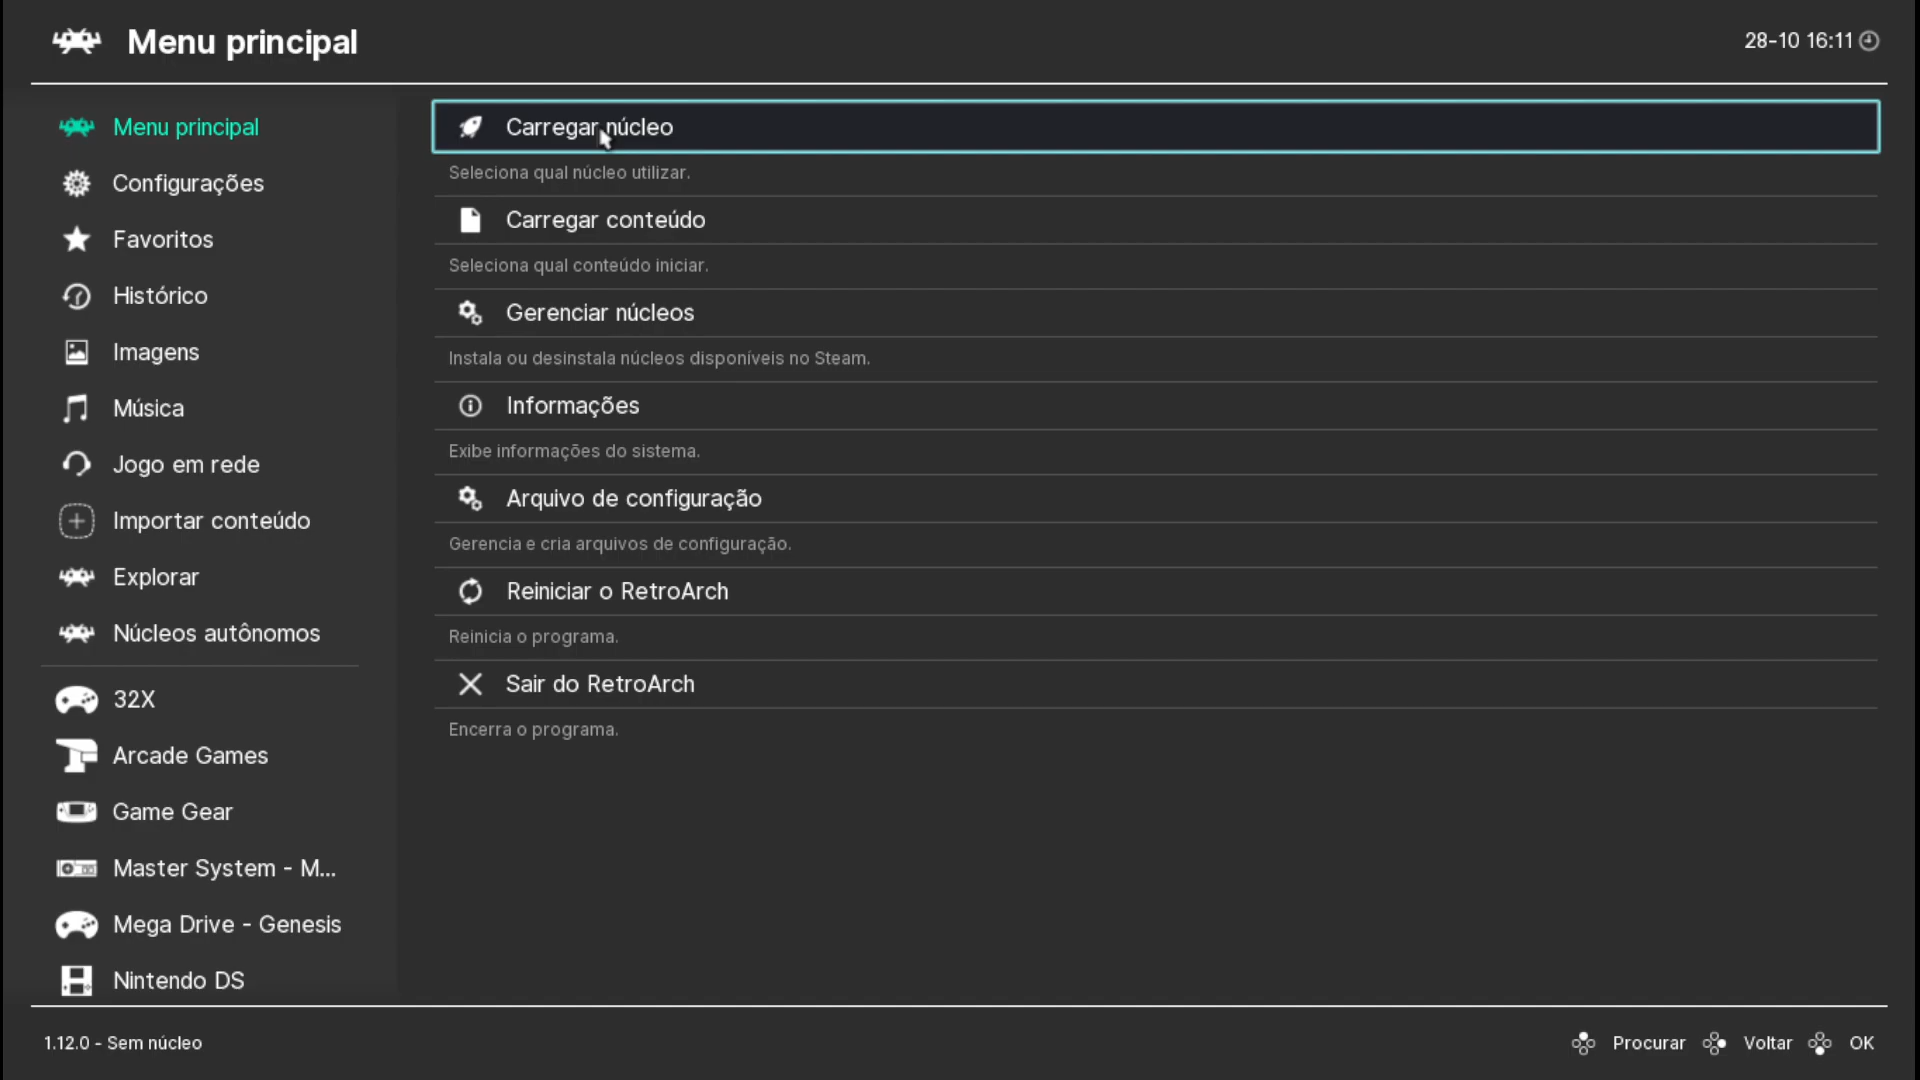 Menu principal
28-10 16:11
Menu principal
Configurações
Favoritos
Histórico
Imagens
Música
Jogo em rede
Importar conteúdo
Explorar
Núcleos autônomos
32X
Arcade Games
Game Gear
Master System - M...
Mega Drive - Genesis
Nintendo DS
Carregar núcleo
Seleciona qual núcleo utilizar.
Carregar conteúdo
Seleciona qual conteúdo iniciar.
Gerenciar núcleos
Instala ou desinstala núcleos disponíveis no Steam.
Informações
Exibe informações do sistema.
Arquivo de configuração
Gerencia e cria arquivos de configuração.
Reiniciar o RetroArch
Reinicia o programa.
Sair do RetroArch
Encerra o programa.
1.12.0 - Sem núcleo
Procurar Voltar OK